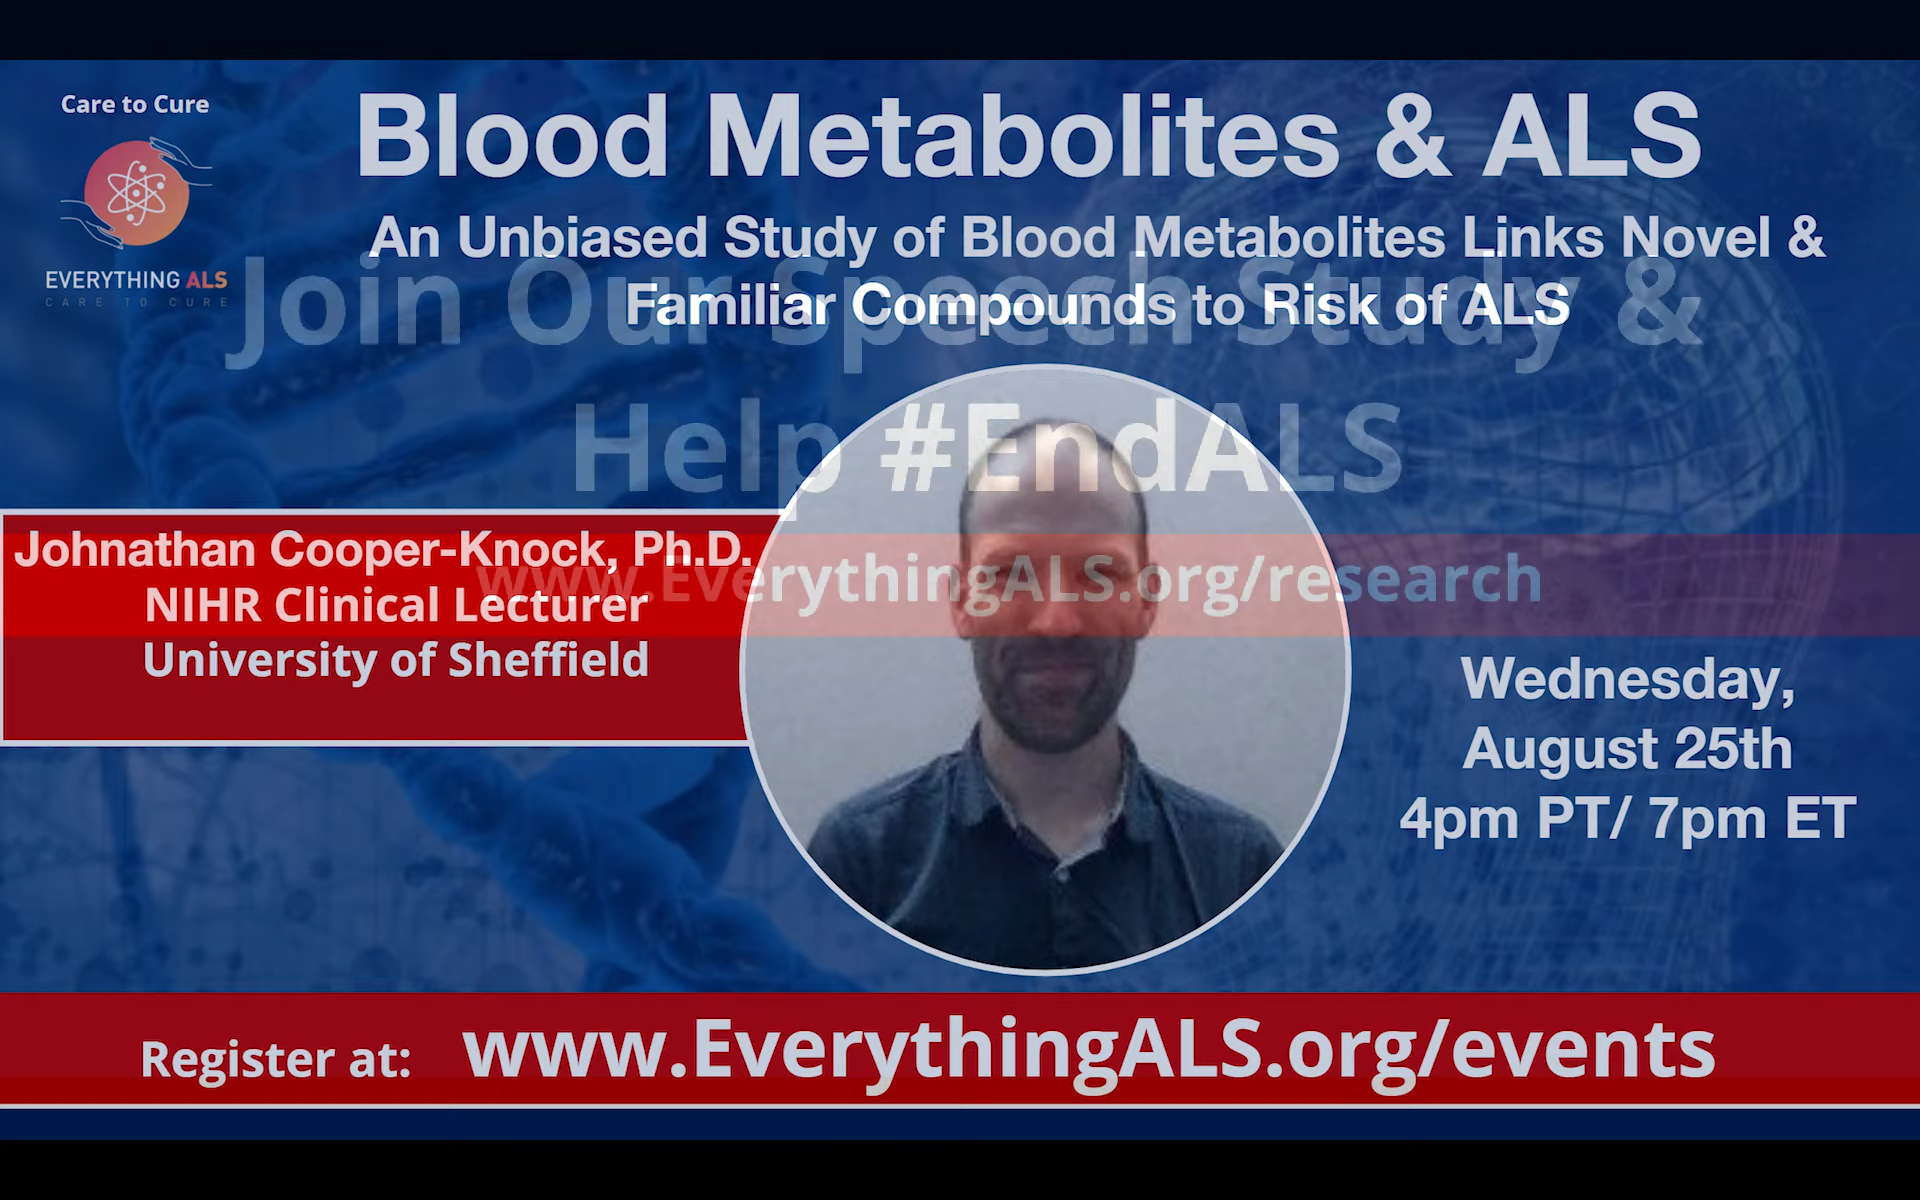 Care to Cure
EVERYTHING ALS
CARE TO CURE
Blood Metabolites & ALS
An Unbiased Study of Blood Metabolites Links Novel &
Familiar Compounds to Risk of ALS
Join Our Speech Study &
Help #EndALS
www.EverythingALS.org/research
Johnathan Cooper-Knock, Ph.D.
NIHR Clinical Lecturer
University of Sheffield
Wednesday,
August 25th
4pm PT/ 7pm ET
Register at: www.EverythingALS.org/events